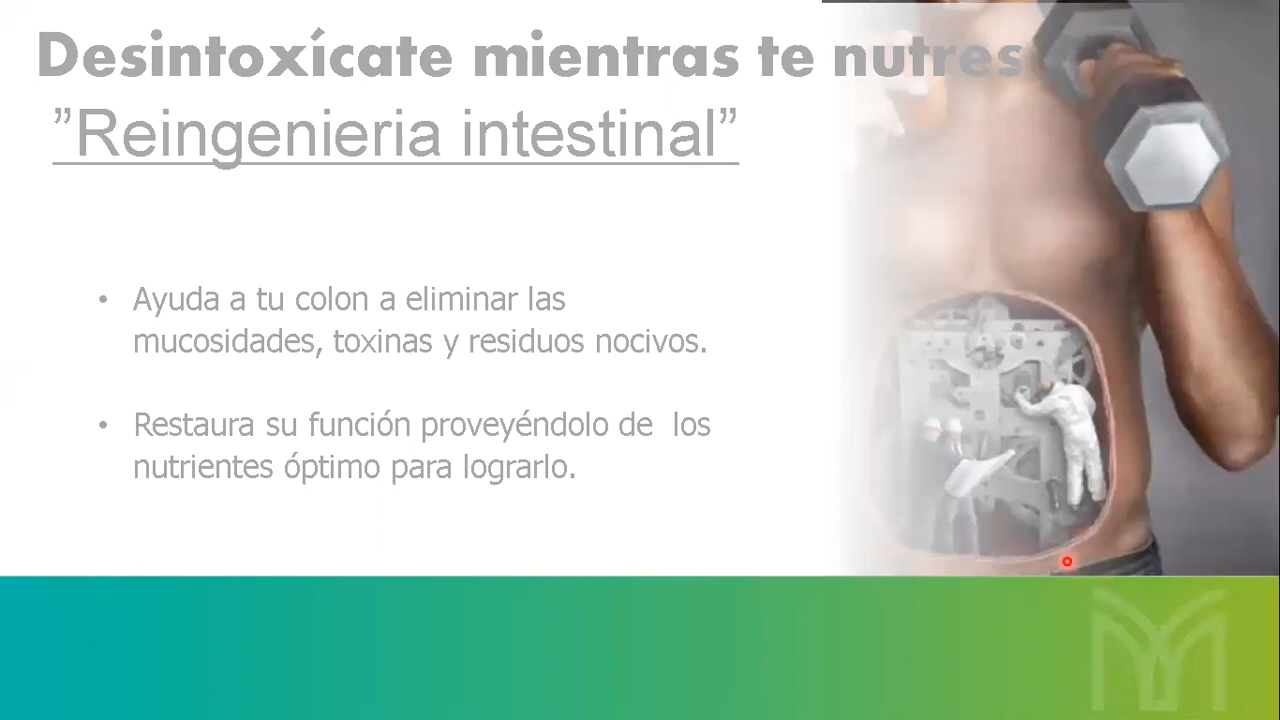 Desintoxícate mientras te nutres
”Reingenieria intestinal”
• Ayuda a tu colon a eliminar las
mucosidades, toxinas y residuos nocivos.
• Restaura su función proveyéndolo de  los
nutrientes óptimo para lograrlo.